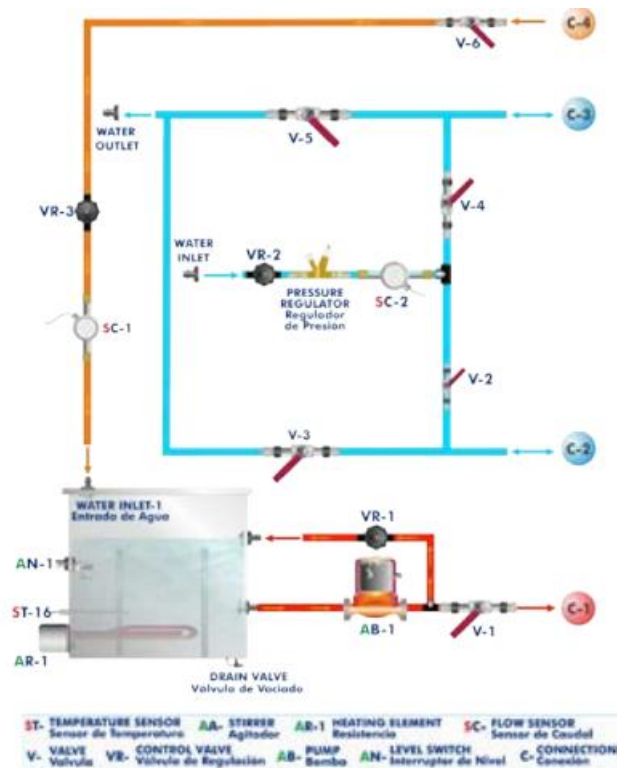 C-4
V-6
C-3
WATER
OUTLET
V-5
V-4
VR-3
WATER
INLET
VR-2
PRESSURE
REGULATOR
Regulador
de Presion
SC-2
SC-1
V-2
V-3
C-2
WATER INLET-1
Entrada de Agua
VR-1
AN-1
ST-16
AR-1
AB-1
V-1
C-1
DRAIN VALVE
Válvula de Vaciado
ST- TEMPERATURE SENSOR AA- STIRRER AR-1 HEATING ELEMENT SC- FLOW SENSOR
Sensor de Temperatura Agitador Resistencia Sensor de Caudal
V- VALVE VR- CONTROL VALVE AB- PUMP AN- LEVEL SWITCH C- CONNECTION
Valvula Válvula de Regulación Bomba Interruptor de Nivel Conexión